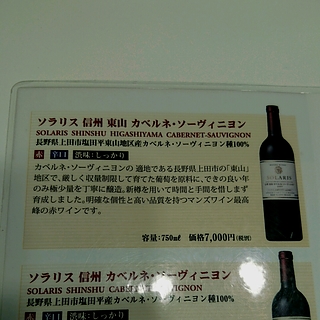 ソラリス 信州 東山 カベルネ・ソーヴィニヨン
SOLARIS SHINSHU HIGASHIYAMA CABERNET-SAUVIGNON
長野県上田市塩田平東山地区産カベルネ・ソーヴィニヨン種100%
赤 辛口 渋味:しっかり
カベルネ・ソーヴィニヨンの 適地である長野県上田市の「東山」
地区で、厳しく収量制限して育てた葡萄を原料に、できの良い年
のみ極少量を丁寧に醸造。新樽を用いて時間と手間を惜しまず
育成しました。明確な個性と高い品質を持つマンズワイン最高
峰の赤ワインです。
容量:750㎖ 価格7,000円(税別)
SOLARIS
ソラリス 信州 カベルネ・ソーヴィニヨン
SOLARIS SHINSHU CABERNET-SAUVIGNON
長野県上田市塩田平産カベルネ・ソーヴィニヨン種100%
赤 辛口 渋味:しっかり